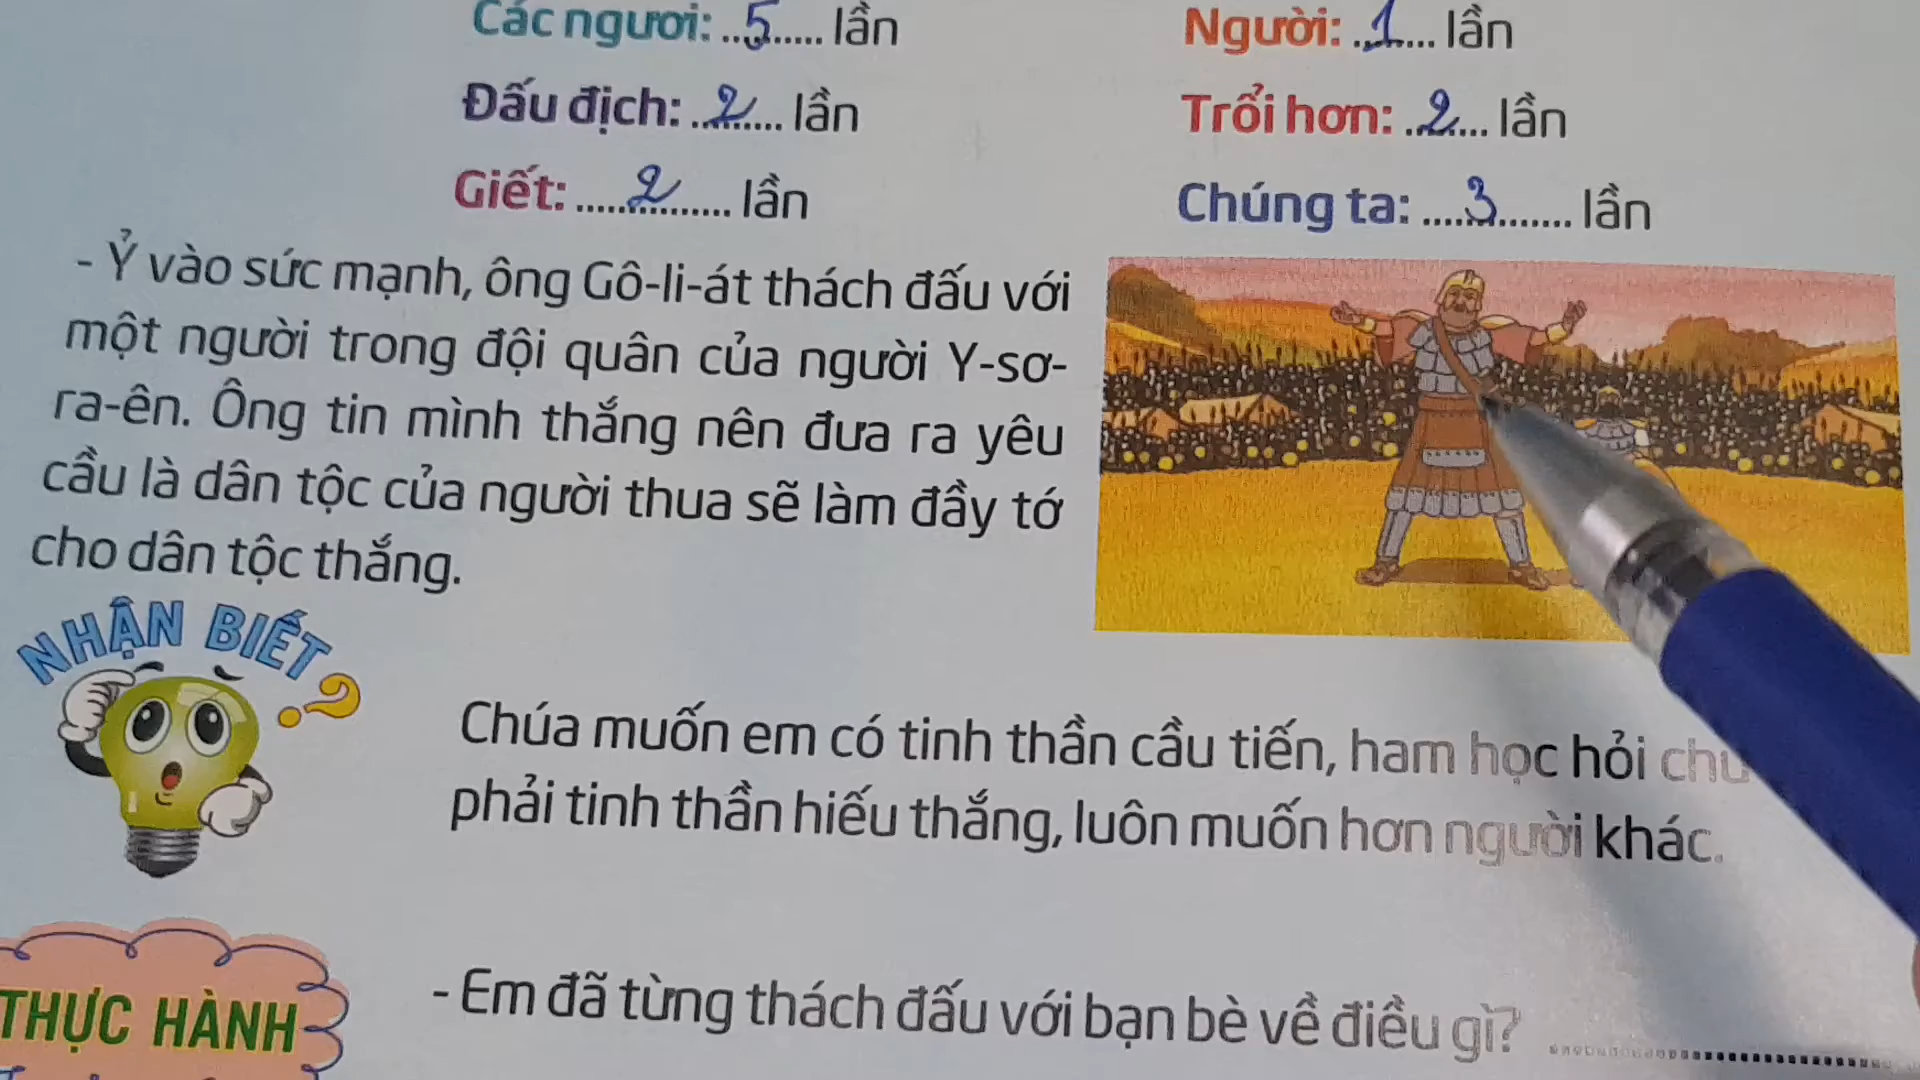 Các ngươi: ..5...... lần
Người: ..1..... lần
Đấu địch: ...2...... lần
Trổi hơn: ...2..... lần
Giết: ......2......... lần
Chúng ta: ......3........ lần
- Ỷ vào sức mạnh, ông Gô-li-át thách đấu với
một người trong đội quân của người Y-sơ-
ra-ên. Ông tin mình thắng nên đưa ra yêu
cầu là dân tộc của người thua sẽ làm đầy tớ
cho dân tộc thắng.
NHẬN BIẾT?
Chúa muốn em có tinh thần cầu tiến, ham học hỏi
phải tinh thần hiếu thắng, luôn muốn hơn người khác.
THỰC HÀNH
- Em đã từng thách đấu với bạn bè về điều gì? ........................